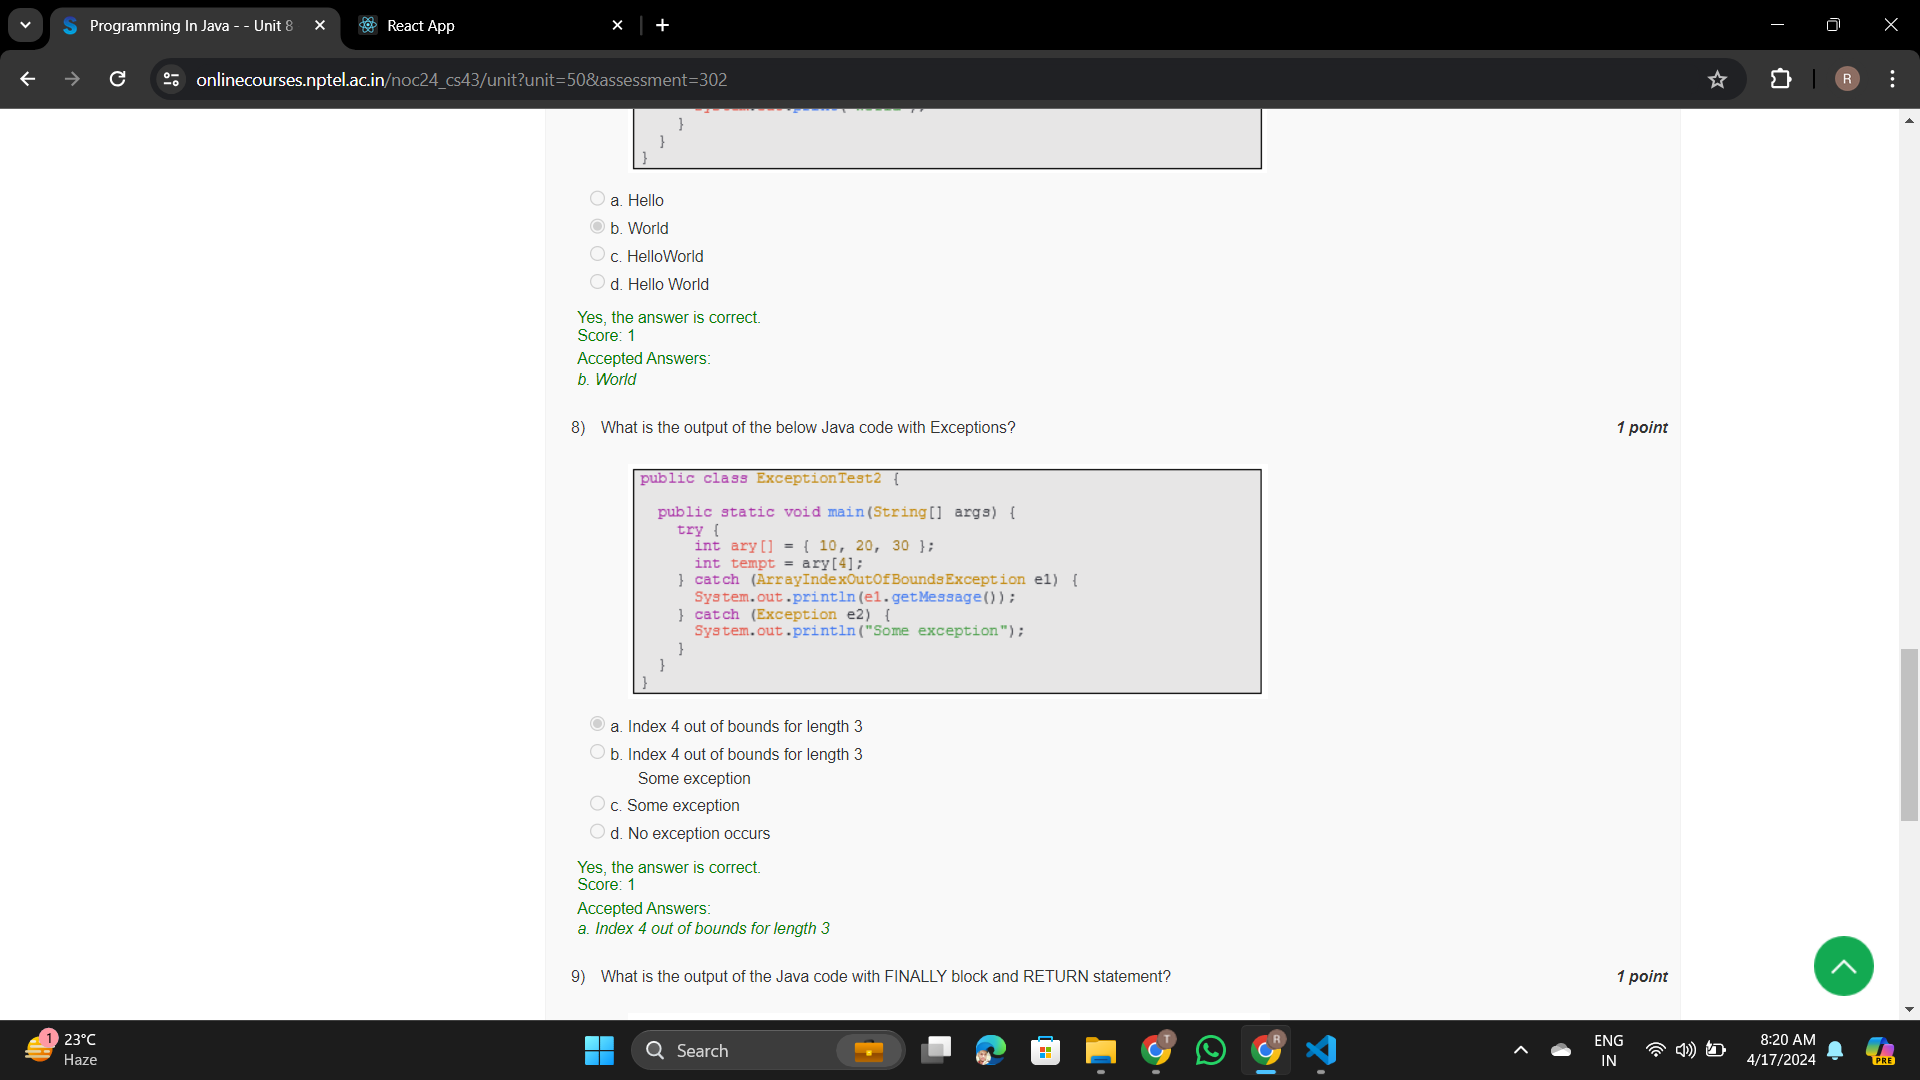 Programming In Java - - Unit 8
React App
onlinecourses.nptel.ac.in/noc24_cs43/unit?unit=50&assessment=302
R
}
}
}
a. Hello
b. World
c. HelloWorld
d. Hello World
Yes, the answer is correct.
Score: 1
Accepted Answers:
b. World
8) What is the output of the below Java code with Exceptions? 1 point
public class ExceptionTest2 {
public static void main(String[] args) {
try {
int ary[] = { 10, 20, 30 };
int tempt = ary[4];
} catch (ArrayIndexOutOfBoundsException e1) {
System.out.println(e1.getMessage());
} catch (Exception e2) {
System.out.println("Some exception");
}
}
}
a. Index 4 out of bounds for length 3
b. Index 4 out of bounds for length 3
Some exception
c. Some exception
d. No exception occurs
Yes, the answer is correct.
Score: 1
Accepted Answers:
a. Index 4 out of bounds for length 3
9) What is the output of the Java code with FINALLY block and RETURN statement? 1 point
1
23°C
Haze
Search
T
R
ENG
IN
8:20 AM
4/17/2024
PRE